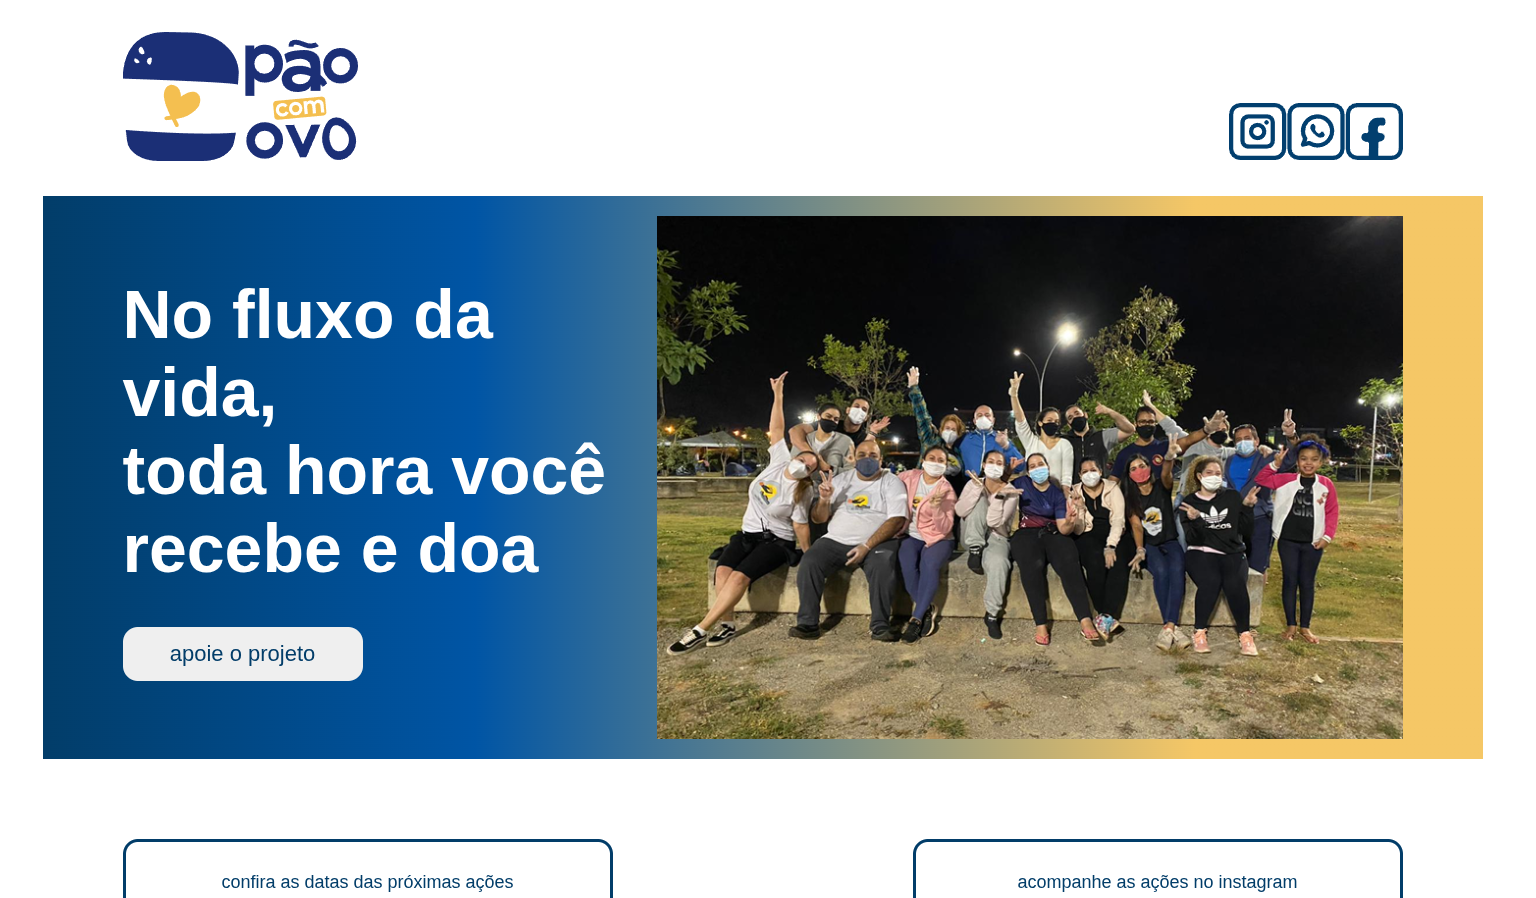 pão
com
ovo
No fluxo da
vida,
toda hora você
recebe e doa
apoie o projeto
confira as datas das próximas ações
acompanhe as ações no instagram